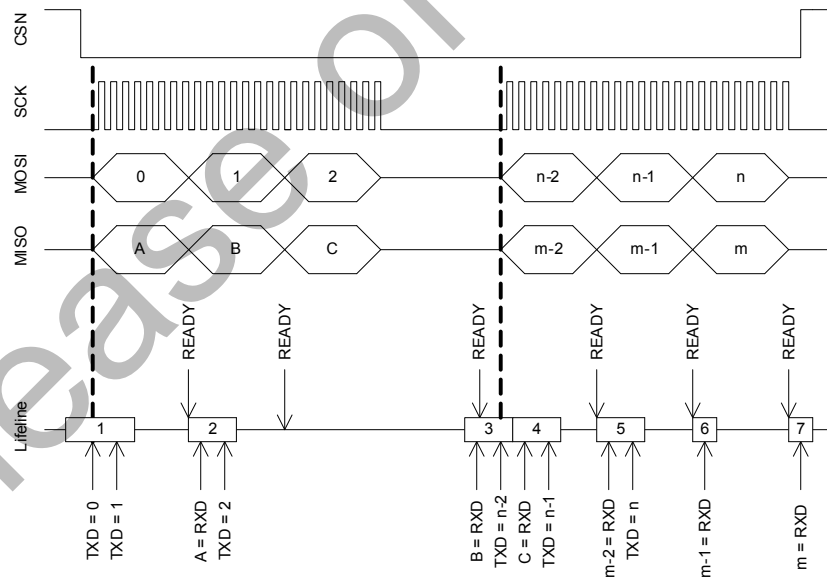 CSN
SCK
MOSI
0
1
2
n-2
n-1
n
MISO
A
B
C
m-2
m-1
m
READY
READY
READY
READY
READY
READY
Lifeline
1
2
3
4
5
6
7
TXD = 0
TXD = 1
A = RXD
TXD = 2
B = RXD
TXD = n-2
C = RXD
TXD = n-1
m-2 = RXD
TXD = n
m-1 = RXD
m = RXD